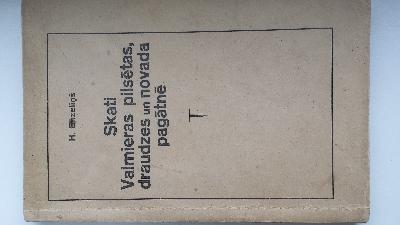 H. Enzeliņš
Skati
Valmieras pilsētas,
draudzes un novada
pagātnē